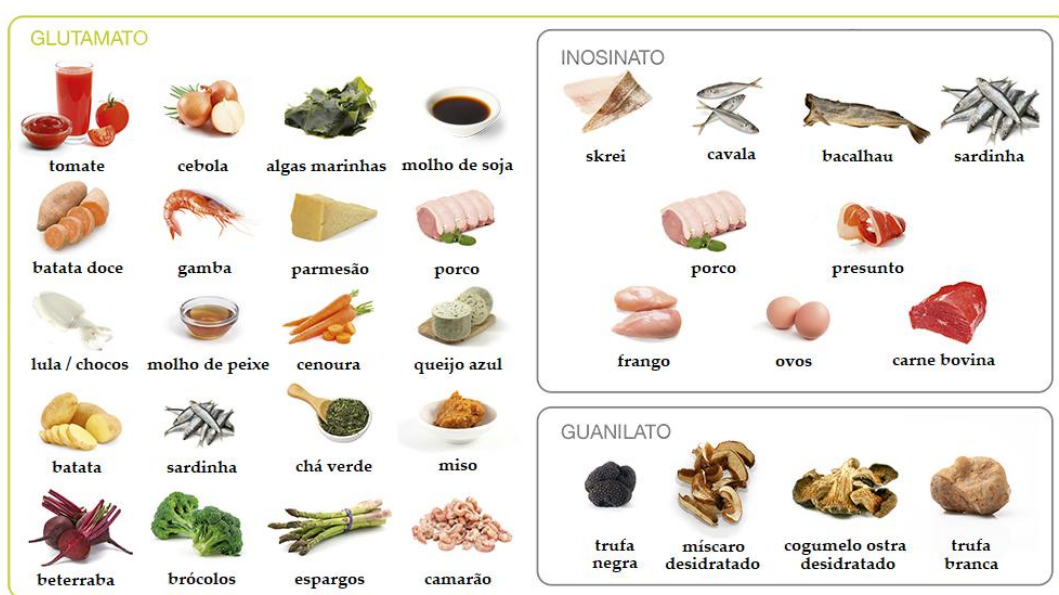 GLUTAMATO
tomate
cebola
algas marinhas
molho de soja
batata doce
gamba
parmesão
porco
lula / chocos
molho de peixe
cenoura
queijo azul
batata
sardinha
chá verde
miso
beterraba
brócolos
espargos
camarão
INOSINATO
skrei
cavala
bacalhau
sardinha
porco
presunto
frango
ovos
carne bovina
GUANILATO
trufa
negra
míscaro
desidratado
cogumelo ostra
desidratado
trufa
branca